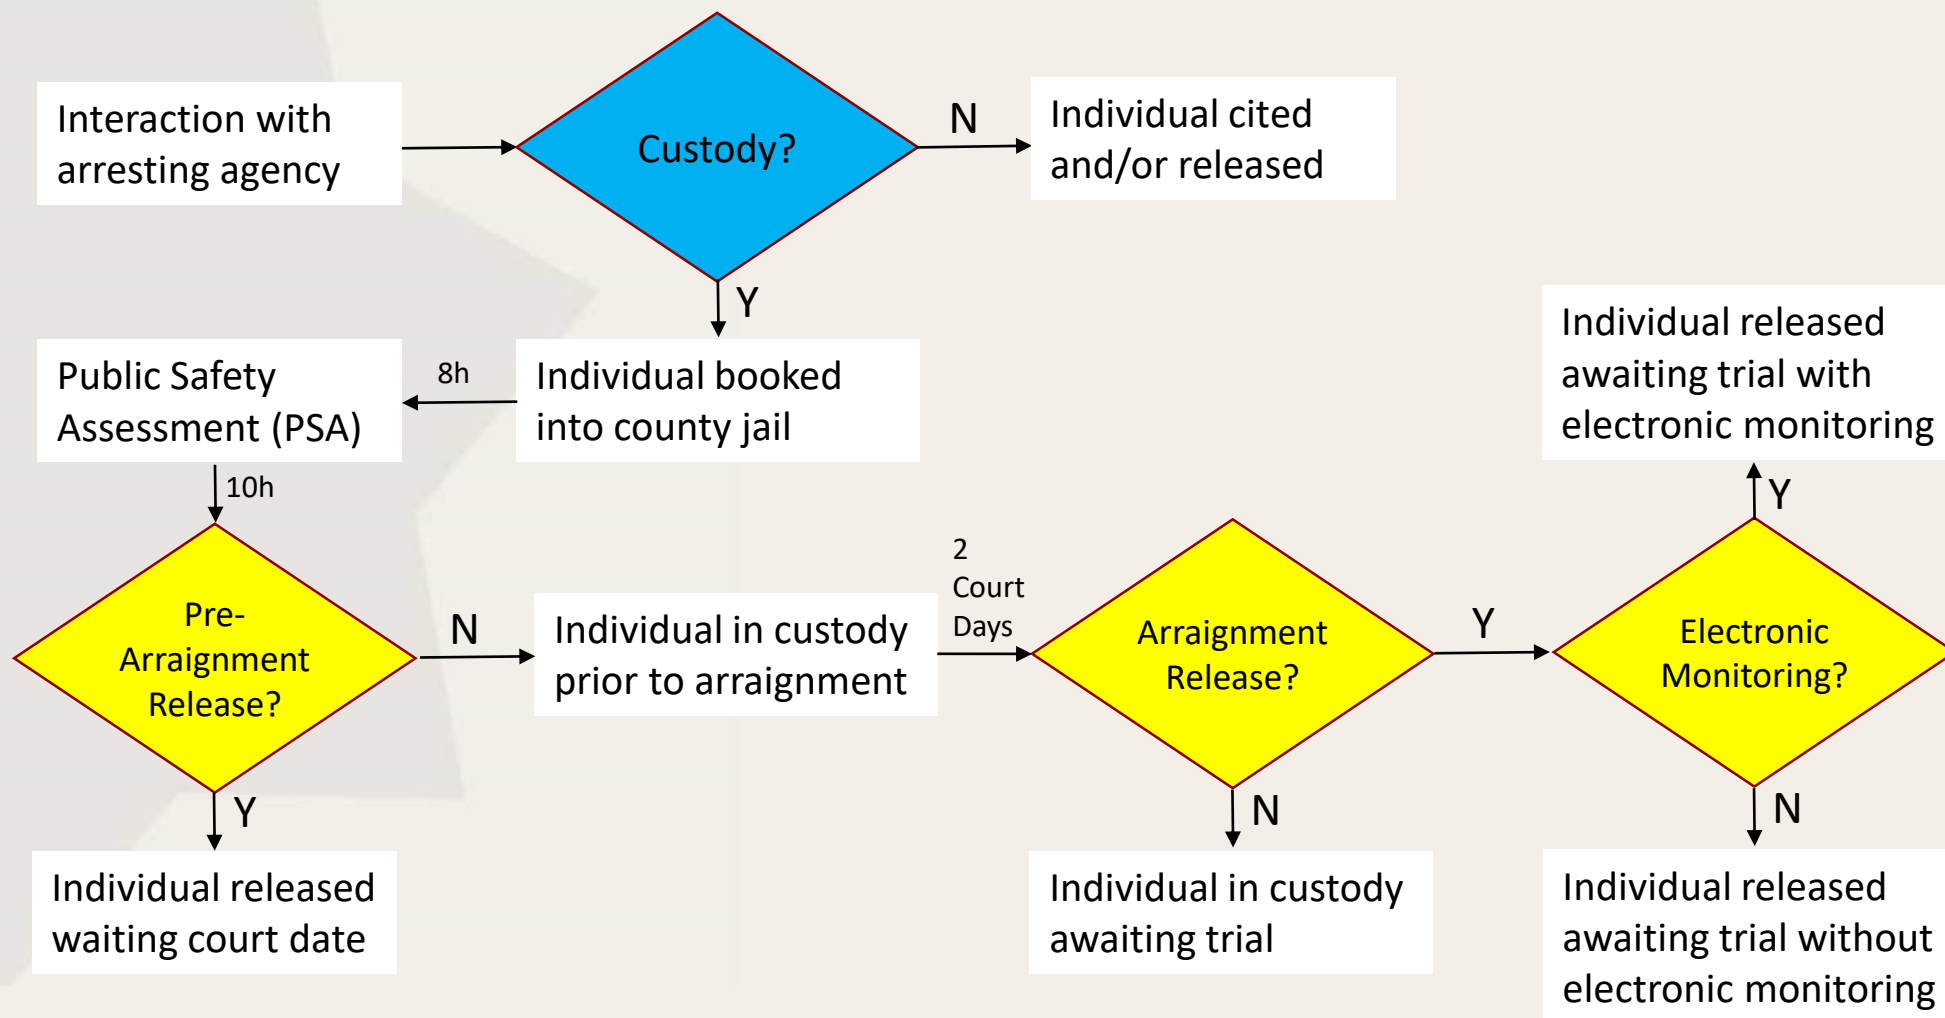 Interaction with
arresting agency
Custody?
N
Individual cited
and/or released
Y
Individual booked
into county jail
8h
Public Safety
Assessment (PSA)
10h
Pre-
Arraignment
Release?
Y
Individual released
waiting court date
N
Individual in custody
prior to arraignment
2
Court
Days
Arraignment
Release?
N
Individual in custody
awaiting trial
Y
Electronic
Monitoring?
Y
Individual released
awaiting trial with
electronic monitoring
N
Individual released
awaiting trial without
electronic monitoring